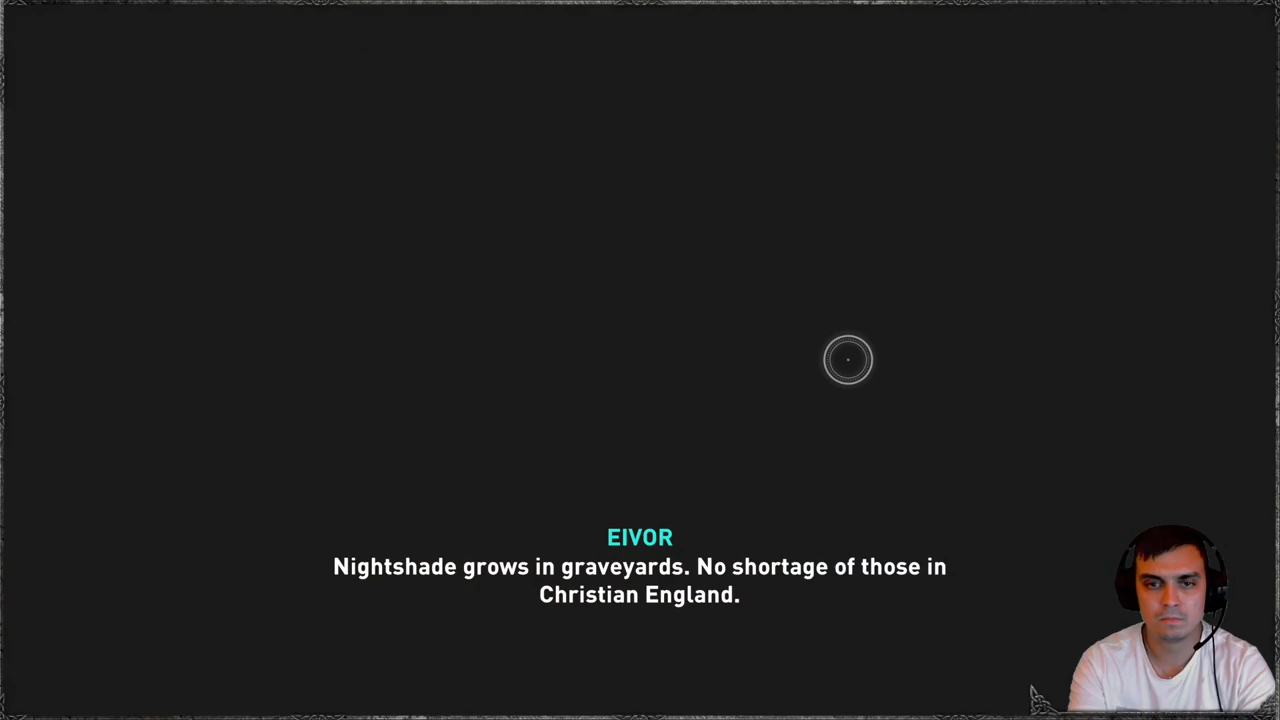 EIVOR
Nightshade grows in graveyards. No shortage of those in
Christian England.